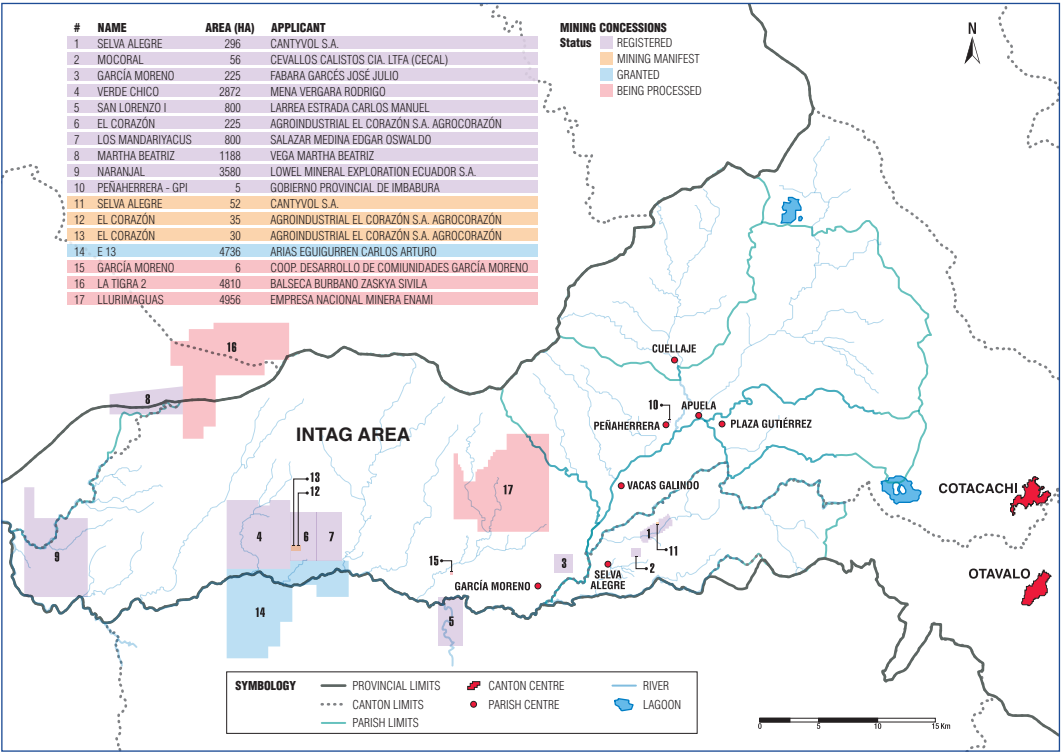 # NAME AREA (HA) APPLICANT
1 SELVA ALEGRE 296 CANTYVOL S.A.
2 MOCORAL 56 CEVALLOS CALISTOS CIA. LTFA (CECAL)
3 GARCÍA MORENO 225 FABARA GARCÉS JOSÉ JULIO
4 VERDE CHICO 2872 MENA VERGARA RODRIGO
5 SAN LORENZO I 800 LARREA ESTRADA CARLOS MANUEL
6 EL CORAZÓN 225 AGROINDUSTRIAL EL CORAZÓN S.A. AGROCORAZÓN
7 LOS MANDARIYACUS 800 SALAZAR MEDINA EDGAR OSWALDO
8 MARTHA BEATRIZ 1188 VEGA MARTHA BEATRIZ
9 NARANJAL 3580 LOWEL MINERAL EXPLORATION ECUADOR S.A.
10 PEÑAHERRERA - GPI 5 GOBIERNO PROVINCIAL DE IMBABURA
11 SELVA ALEGRE 52 CANTYVOL S.A.
12 EL CORAZÓN 35 AGROINDUSTRIAL EL CORAZÓN S.A. AGROCORAZÓN
13 EL CORAZÓN 30 AGROINDUSTRIAL EL CORAZÓN S.A. AGROCORAZÓN
14 E 13 4736 ARIAS EGUIGURREN CARLOS ARTURO
15 GARCÍA MORENO 6 COOP. DESARROLLO DE COMIUNIDADES GARCÍA MORENO
16 LA TIGRA 2 4810 BALSECA BURBANO ZASKYA SIVILA
17 LLURIMAGUAS 4956 EMPRESA NACIONAL MINERA ENAMI
MINING CONCESSIONS
Status REGISTERED
MINING MANIFEST
GRANTED
BEING PROCESSED
N
16
CUELLAJE
8
10
APUELA
PEÑAHERRERA
PLAZA GUTIÉRREZ
INTAG AREA
13
12
17
VACAS GALINDO
COTACACHI
4
6
7
1
11
9
15
3
2
SELVA
ALEGRE
GARCÍA MORENO
OTAVALO
14
5
SYMBOLOGY
PROVINCIAL LIMITS
CANTON LIMITS
PARISH LIMITS
CANTON CENTRE
PARISH CENTRE
RIVER
LAGOON
0 5 10 15 Km